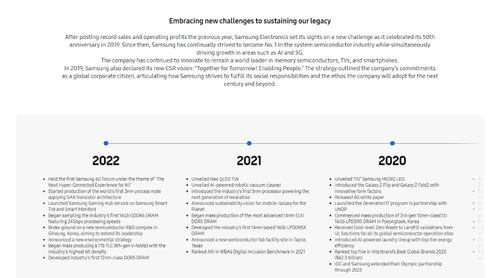 Embracing new challenges to sustaining our legacy
After posting record sales and operating profits the previous year, Samsung Electronics set its sights on a new challenge as it celebrated its 50th
anniversary in 2019. Since then, Samsung has continually strived to become No. 1 in the system semiconductor industry while simultaneously
driving growth in areas such as AI and 5G.
The company has continued to innovate to remain a world leader in memory semiconductors, TVs, and smartphones.
In 2019, Samsung also declared its new CSR vision: "Together for Tomorrow! Enabling People." The strategy outlined the company's commitments
as a global corporate citizen, articulating how Samsung strives to fulfill its social responsibilities and the ethos the company will adopt for the next
century and beyond.
2022
Held the first Samsung 6G Forum under the theme of "The
Next Hyper-Connected Experience for All"
Started production of the world's first 3nm process node
applying GAA transistor architecture
Launched Samsung Gaming Hub service on Samsung Smart
TVs and Smart Monitors
Began sampling the industry's first 16Gb GDDR6 DRAM
featuring 24Gbps processing speeds
Broke ground on a new semiconductor R&D complex in
Giheung, Korea, aiming to extend its leadership
Announced a new environmental strategy
Began mass producing a 1Tb TLC 8th-gen V-NAND with the
industry's highest bit density
Developed industry's first 12nm-class DDR5 DRAM
2021
Unveiled Neo QLED TVs
Unveiled AI-powered robotic vacuum cleaner
Introduced the industry's first 5nm processor powering the
next generation of wearables
Announced sustainability vision for mobile: Galaxy for the
Planet
Began mass production of the most advanced 14nm EUV
DDR5 DRAM
Developed the industry's first 14nm based 16Gb LPDDR5X
DRAM
Announced a new semiconductor fab facility site in Taylor,
Texas
Ranked 4th in WBA's Digital Inclusion Benchmark in 2021
2020
Unveiled 110" Samsung MICRO LED
Introduced the Galaxy Z Flip and Galaxy Z Fold2 with
innovative form factors
Released 6G white paper
Launched the Generation17 program in partnership with
UNDP
Commenced mass production of 3rd-gen 10nm-class(1z)
16Gb LPDDR5 DRAM in Pyeongtaek, Korea
Received Gold-level Zero Waste to Landfill validations from
UL Solutions for all its global semiconductor operation sites
Introduced AI-powered laundry lineup with top-tier energy
efficiency
Ranked top five in Interbrand's Best Global Brands 2020
($62.3 billion)
IOC and Samsung extended their Olympic partnership
through 2023